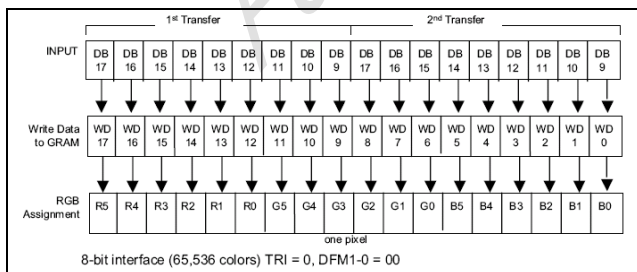 1st Transfer 2nd Transfer
INPUT DB 17 DB 16 DB 15 DB 14 DB 13 DB 12 DB 11 DB 10 DB 9 DB 17 DB 16 DB 15 DB 14 DB 13 DB 12 DB 11 DB 10 DB 9
Write Data to GRAM WD 17 WD 16 WD 15 WD 14 WD 13 WD 12 WD 11 WD 10 WD 9 WD 8 WD 7 WD 6 WD 5 WD 4 WD 3 WD 2 WD 1 WD 0
RGB Assignment R5 R4 R3 R2 R1 R0 G5 G4 G3 G2 G1 G0 B5 B4 B3 B2 B1 B0
one pixel
8-bit interface (65,536 colors) TRI = 0, DFM1-0 = 00